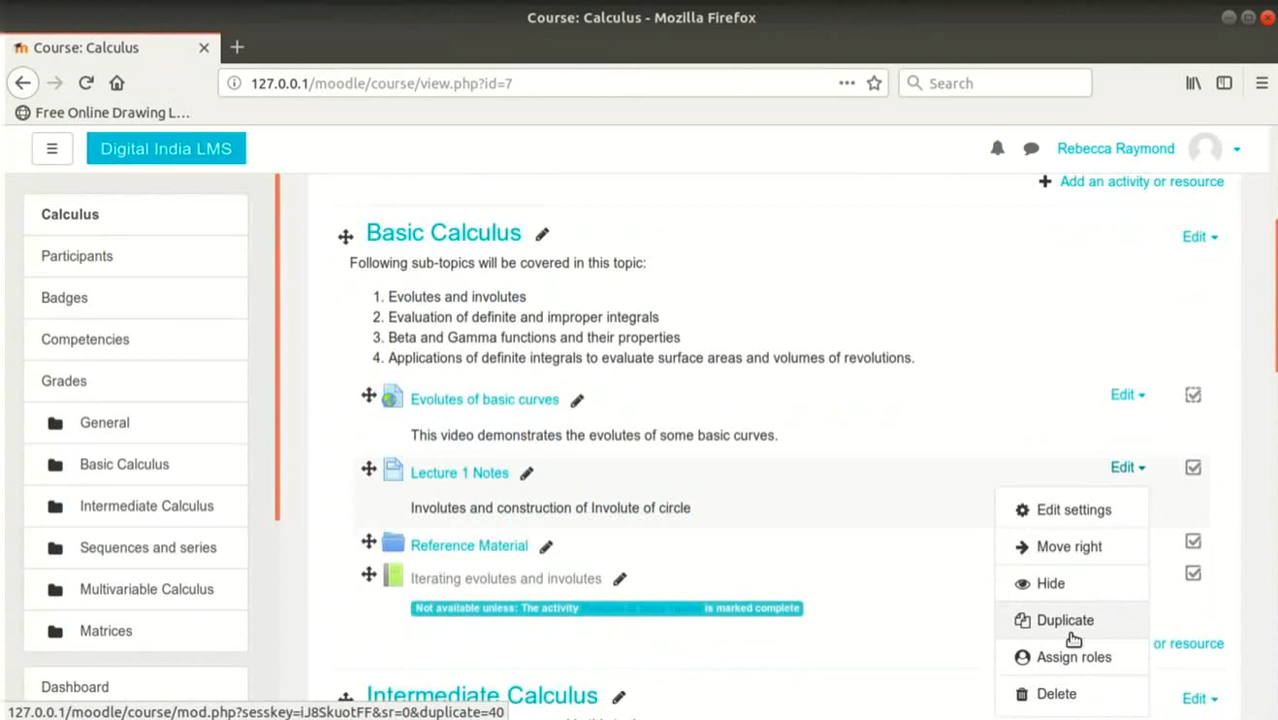 Course: Calculus - Mozilla Firefox
Course: Calculus
127.0.0.1/moodle/course/view.php?id=7
Search
Free Online Drawing L...
Digital India LMS
Rebecca Raymond
Calculus
Participants
Badges
Competencies
Grades
General
Basic Calculus
Intermediate Calculus
Sequences and series
Multivariable Calculus
Matrices
Dashboard
Add an activity or resource
Basic Calculus
Edit
Following sub-topics will be covered in this topic:
1. Evolutes and involutes
2. Evaluation of definite and improper integrals
3. Beta and Gamma functions and their properties
4. Applications of definite integrals to evaluate surface areas and volumes of revolutions.
Evolutes of basic curves
Edit
This video demonstrates the evolutes of some basic curves.
Lecture 1 Notes
Edit
Involutes and construction of Involute of circle
Reference Material
Iterating evolutes and involutes
Not available unless: The activity is marked complete
Edit settings
Move right
Hide
Duplicate
Assign roles
Delete
or resource
Intermediate Calculus
Edit
127.0.0.1/moodle/course/mod.php?sesskey=iJ8SkuotFF&sr=0&duplicate=40